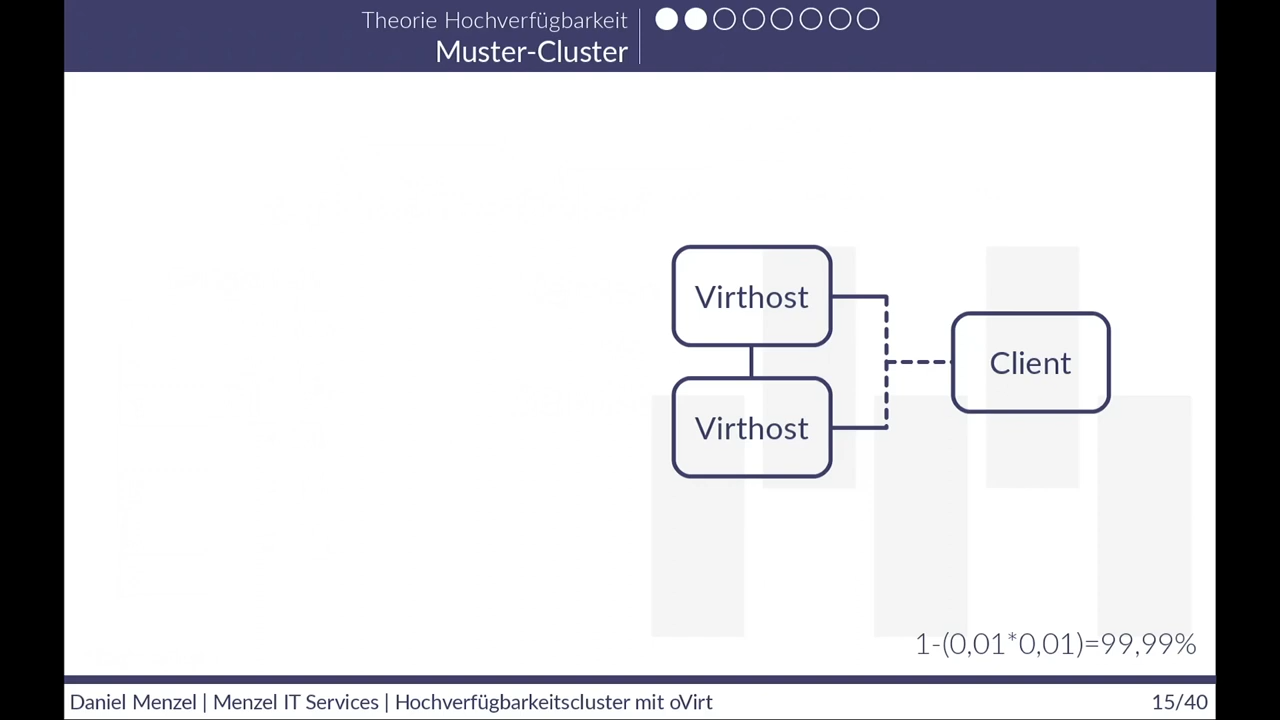 Theorie Hochverfügbarkeit
Muster-Cluster
Virthost
Client
Virthost
1-(0,01*0,01)=99,99%
Daniel Menzel | Menzel IT Services | Hochverfügbarkeitscluster mit oVirt
15/40